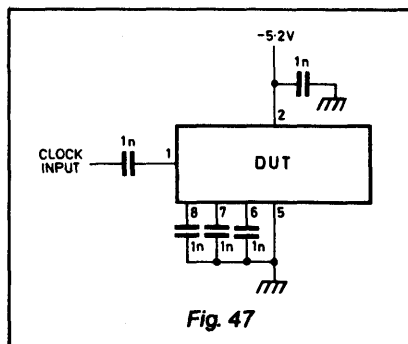 -5·2V
1n
2
1n
CLOCK
INPUT
1
DUT
8
7
6
5
1n
1n
1n
Fig. 47